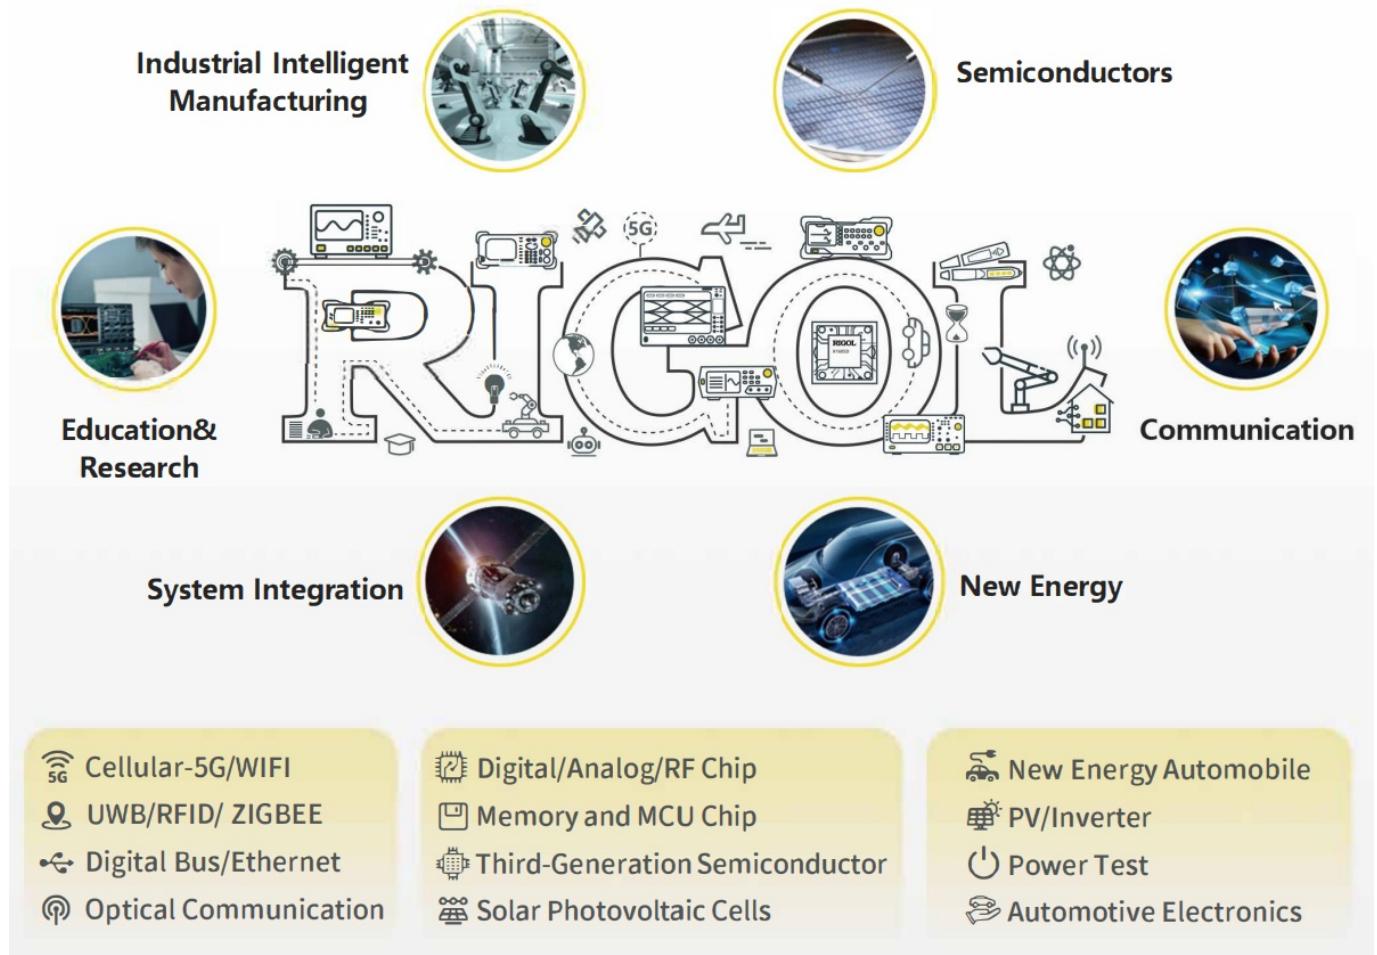 Industrial Intelligent
Manufacturing
Semiconductors
5G
RIGOL
RIGOL
Education&
Research
Communication
System Integration
New Energy
5G Cellular-5G/WIFI
UWB/RFID/ ZIGBEE
Digital Bus/Ethernet
Optical Communication
Digital/Analog/RF Chip
Memory and MCU Chip
Third-Generation Semiconductor
Solar Photovoltaic Cells
New Energy Automobile
PV/Inverter
Power Test
Automotive Electronics